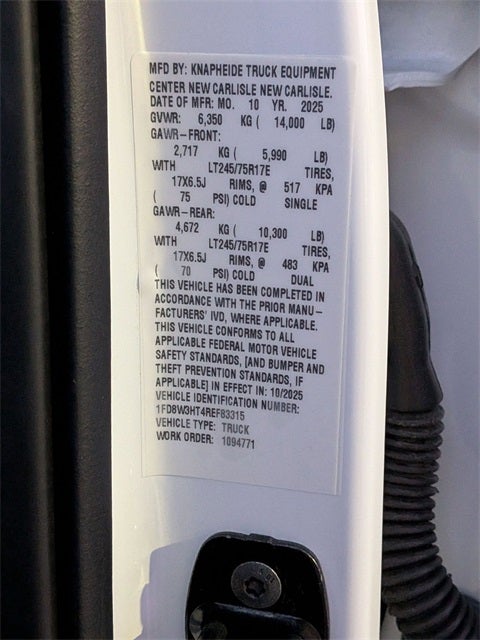 MFD BY: KNAPHEIDE TRUCK EQUIPMENT
CENTER NEW CARLISLE NEW CARLISLE.
DATE OF MFR: MO. 10 YR. 2025
GVWR: 6,350 KG ( 14,000 LB)
GAWR-FRONT:
2,717 KG ( 5,990 LB)
WITH LT245/75R17E TIRES,
17X6.5J RIMS, @ 517 KPA
( 75 PSI) COLD SINGLE
GAWR-REAR:
4,672 KG ( 10,300 LB)
WITH LT245/75R17E TIRES,
17X6.5J RIMS, @ 483 KPA
( 70 PSI) COLD DUAL
THIS VEHICLE HAS BEEN COMPLETED IN
ACCORDANCE WITH THE PRIOR MANU-
FACTURERS' IVD, WHERE APPLICABLE.
THIS VEHICLE CONFORMS TO ALL
APPLICABLE FEDERAL MOTOR VEHICLE
SAFETY STANDARDS, [AND BUMPER AND
THEFT PREVENTION STANDARDS, IF
APPLICABLE] IN EFFECT IN: 10/2025
VEHICLE IDENTIFICATION NUMBER:
1FD8W3HT4REF83315
VEHICLE TYPE: TRUCK
WORK ORDER: 1094771